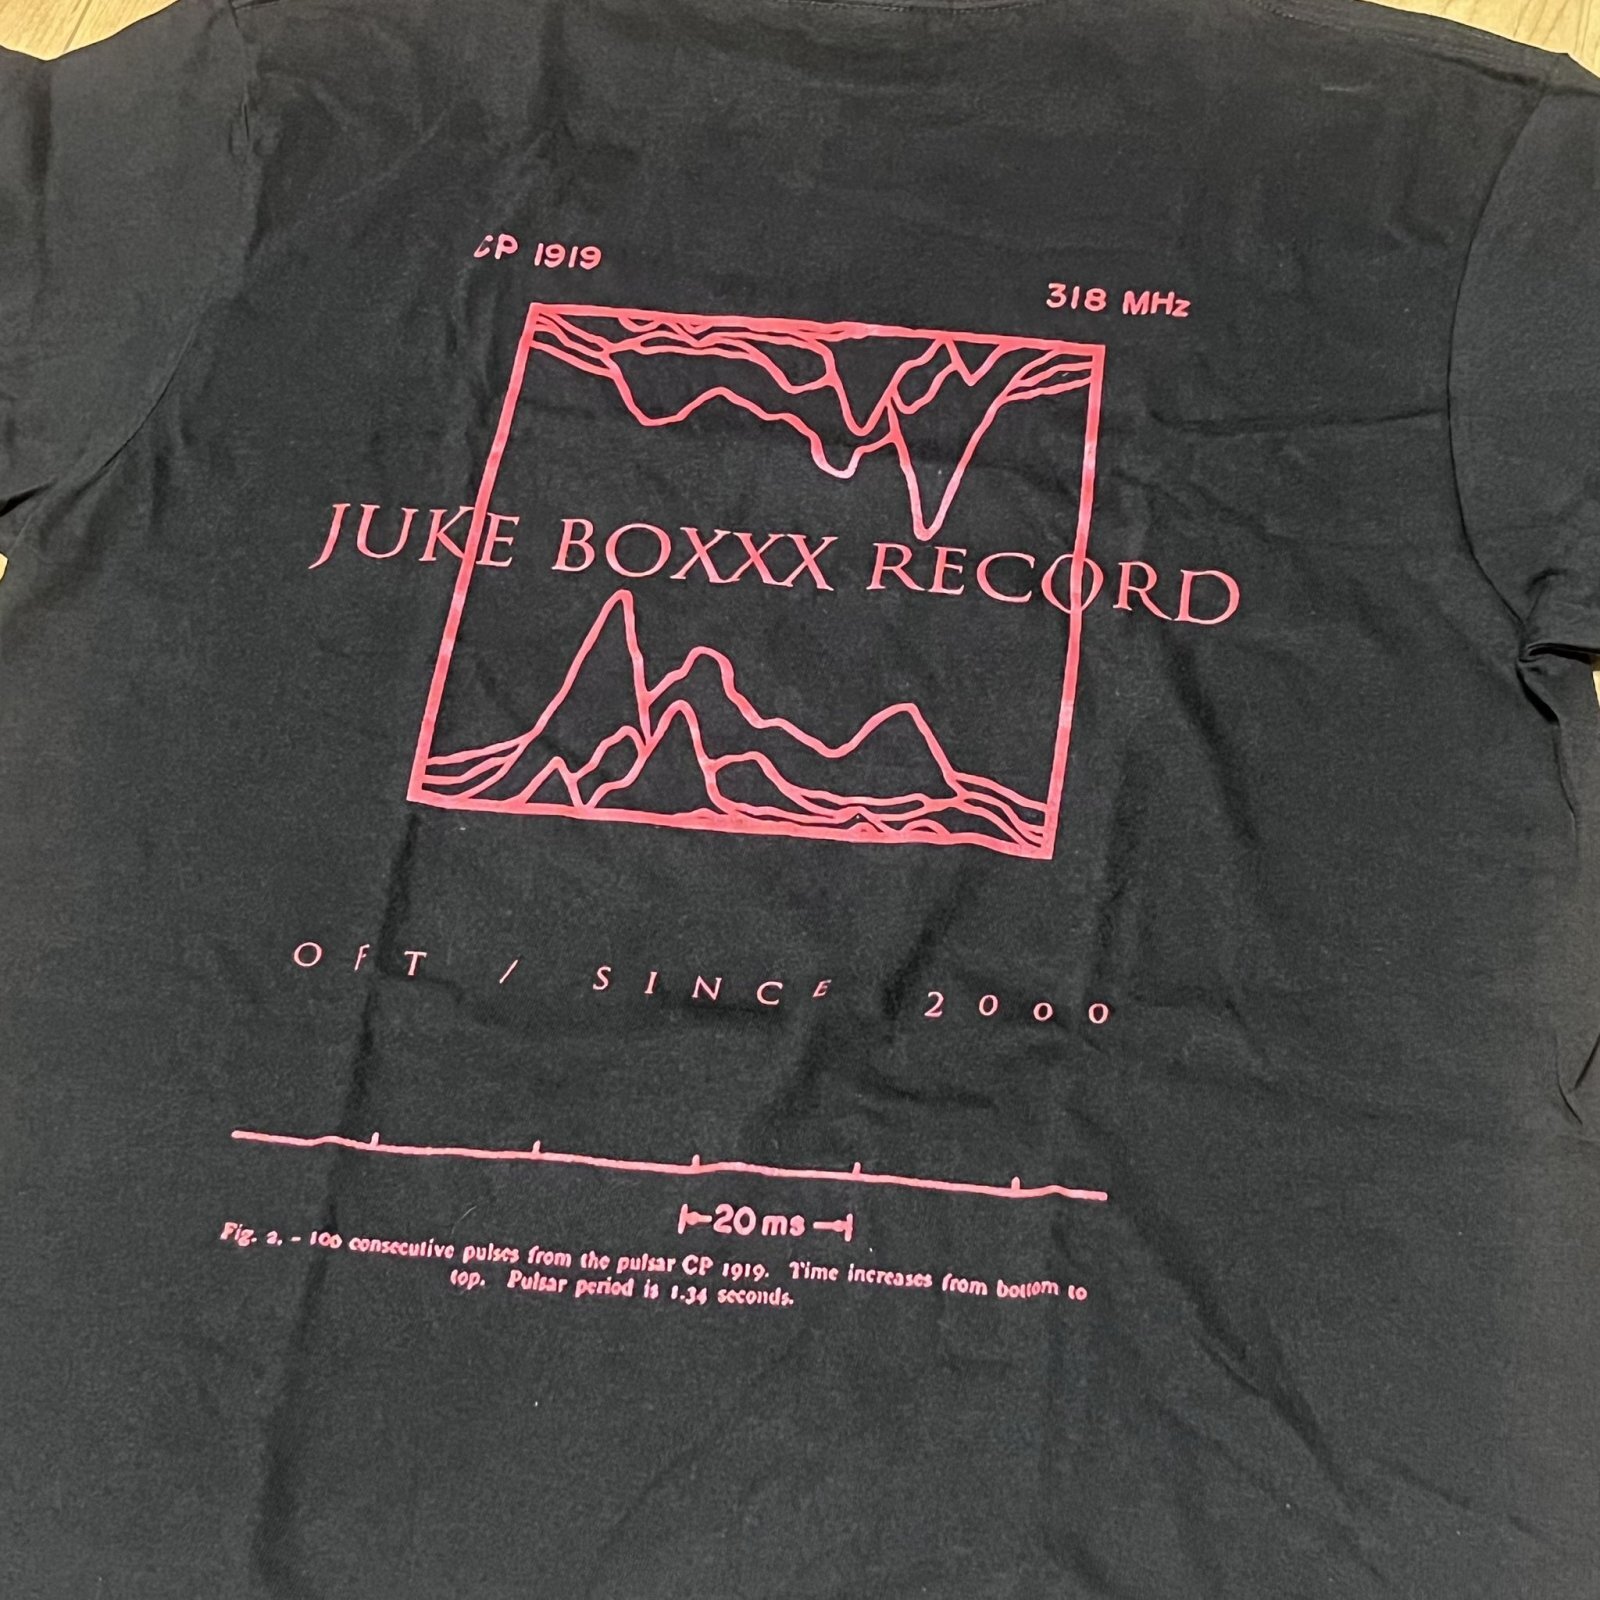 CP 1919
318 MHz
JUKE BOXXX RECORD
OFT / SINCE 2000
20 ms
Fig. 2. - 100 consecutive pulses from the pulsar CP 1919. Time increases from bottom to
top. Pulsar period is 1.34 seconds.